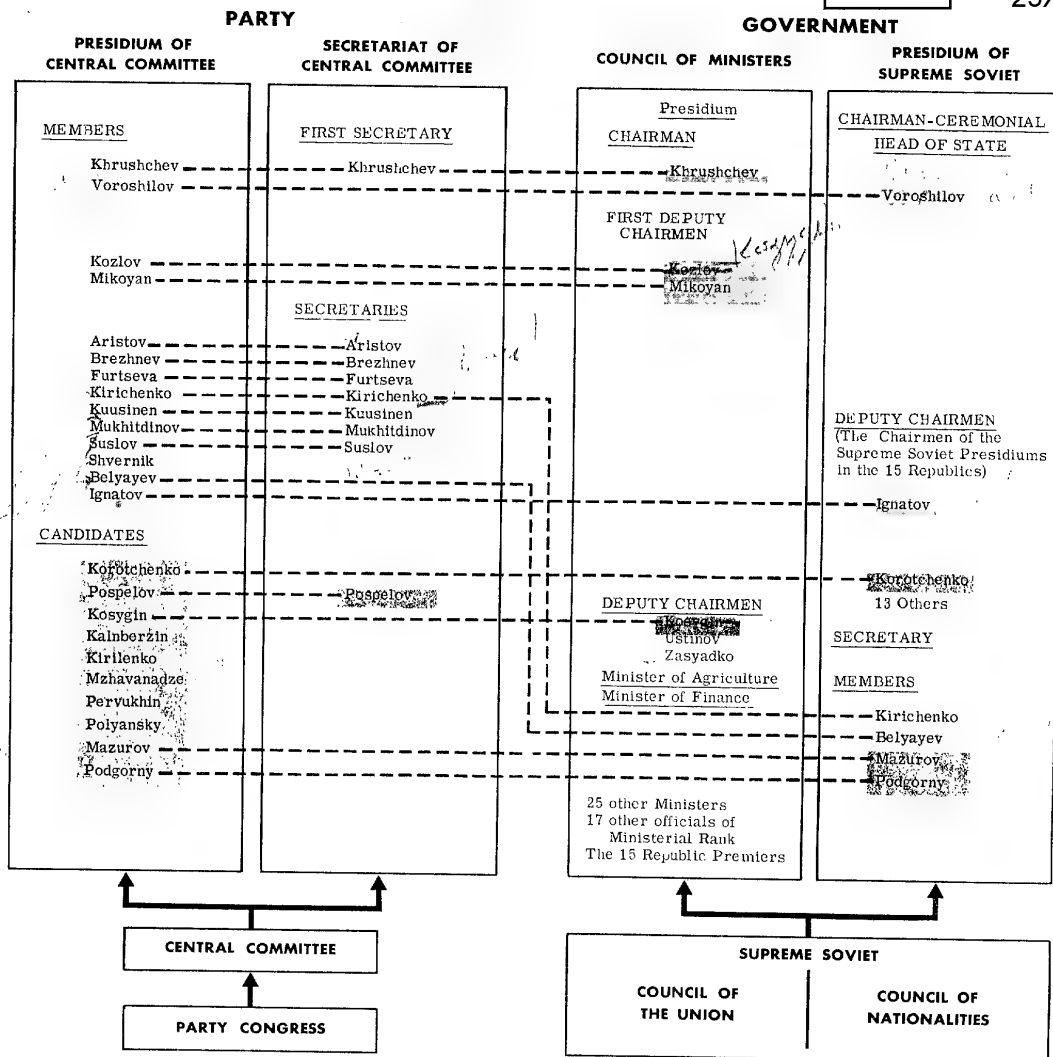 PARTY
PRESIDIUM OF
CENTRAL COMMITTEE
SECRETARIAT OF
CENTRAL COMMITTEE
GOVERNMENT
COUNCIL OF MINISTERS
PRESIDIUM OF
SUPREME SOVIET
MEMBERS
Khrushchev
Voroshilov
Kozlov
Mikoyan
Aristov
Brezhnev
Furtseva
Kirichenko
Kuusinen
Mukhitdinov
Suslov
Shvernik
Belyayev
Ignatov
CANDIDATES
Korotchenko
Pospelov
Kosygin
Kalnberzin
Kirilenko
Mzhavanadze
Pervukhin
Polyansky
Mazurov
Podgorny
FIRST SECRETARY
Khrushchev
SECRETARIES
Aristov
Brezhnev
Furtseva
Kirichenko
Kuusinen
Mukhitdinov
Suslov
Pospelov
Presidium
CHAIRMAN
Khrushchev
FIRST DEPUTY
CHAIRMEN
Kozlov
Mikoyan
DEPUTY CHAIRMEN
Kosygin
Ustinov
Zasyadko
Minister of Agriculture
Minister of Finance
25 other Ministers
17 other officials of
Ministerial Rank
The 15 Republic Premiers
CHAIRMAN-CEREMONIAL
HEAD OF STATE
Voroshilov
DEPUTY CHAIRMEN
(The Chairmen of the
Supreme Soviet Presidiums
in the 15 Republics)
Ignatov
Korotchenko
13 Others
SECRETARY
MEMBERS
Kirichenko
Belyayev
Mazurov
Podgorny
CENTRAL COMMITTEE
PARTY CONGRESS
SUPREME SOVIET
COUNCIL OF
THE UNION
COUNCIL OF
NATIONALITIES